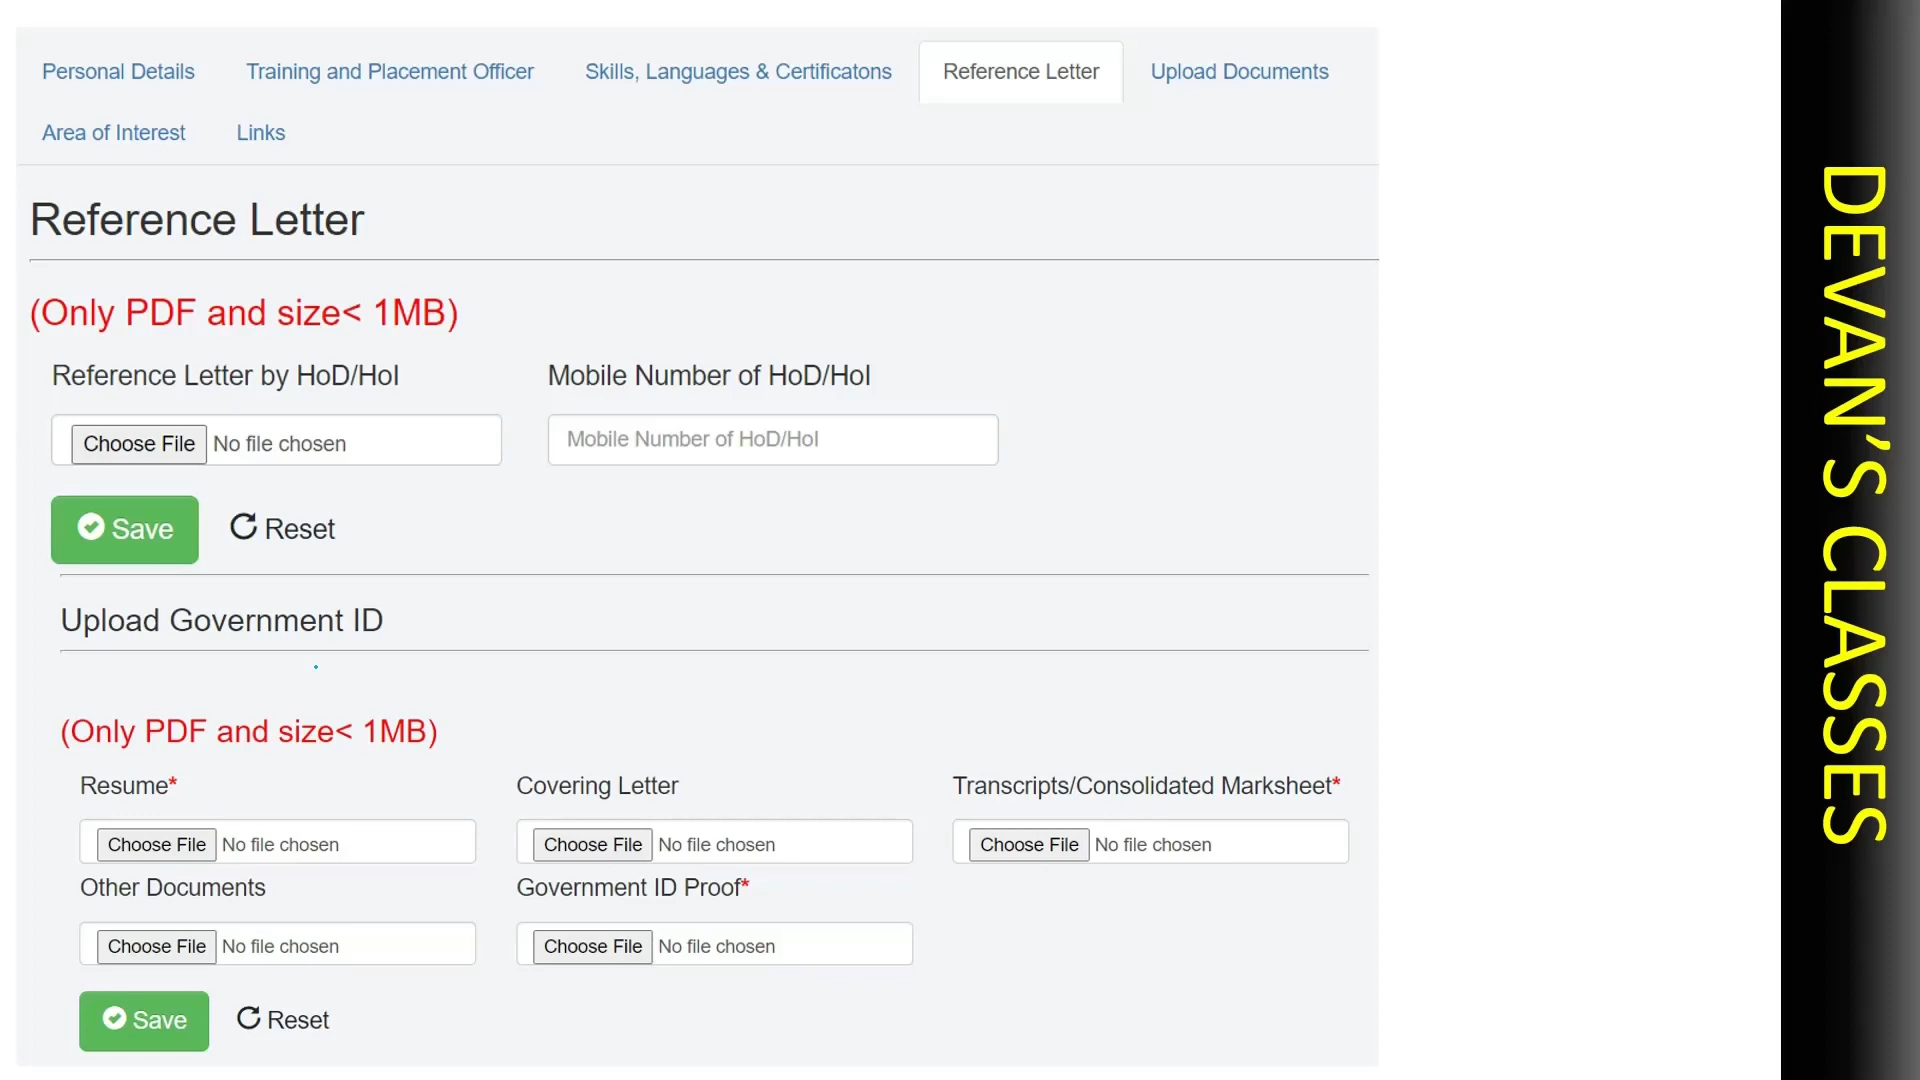 Personal Details Training and Placement Officer Skills, Languages & Certificatons Reference Letter Upload Documents
Area of Interest Links
Reference Letter
(Only PDF and size< 1MB)
Reference Letter by HoD/HoI Mobile Number of HoD/HoI
Choose File No file chosen Mobile Number of HoD/HoI
Save Reset
Upload Government ID
(Only PDF and size< 1MB)
Resume* Covering Letter Transcripts/Consolidated Marksheet*
Choose File No file chosen Choose File No file chosen Choose File No file chosen
Other Documents Government ID Proof*
Choose File No file chosen Choose File No file chosen
Save Reset
DEVAN'S CLASSES